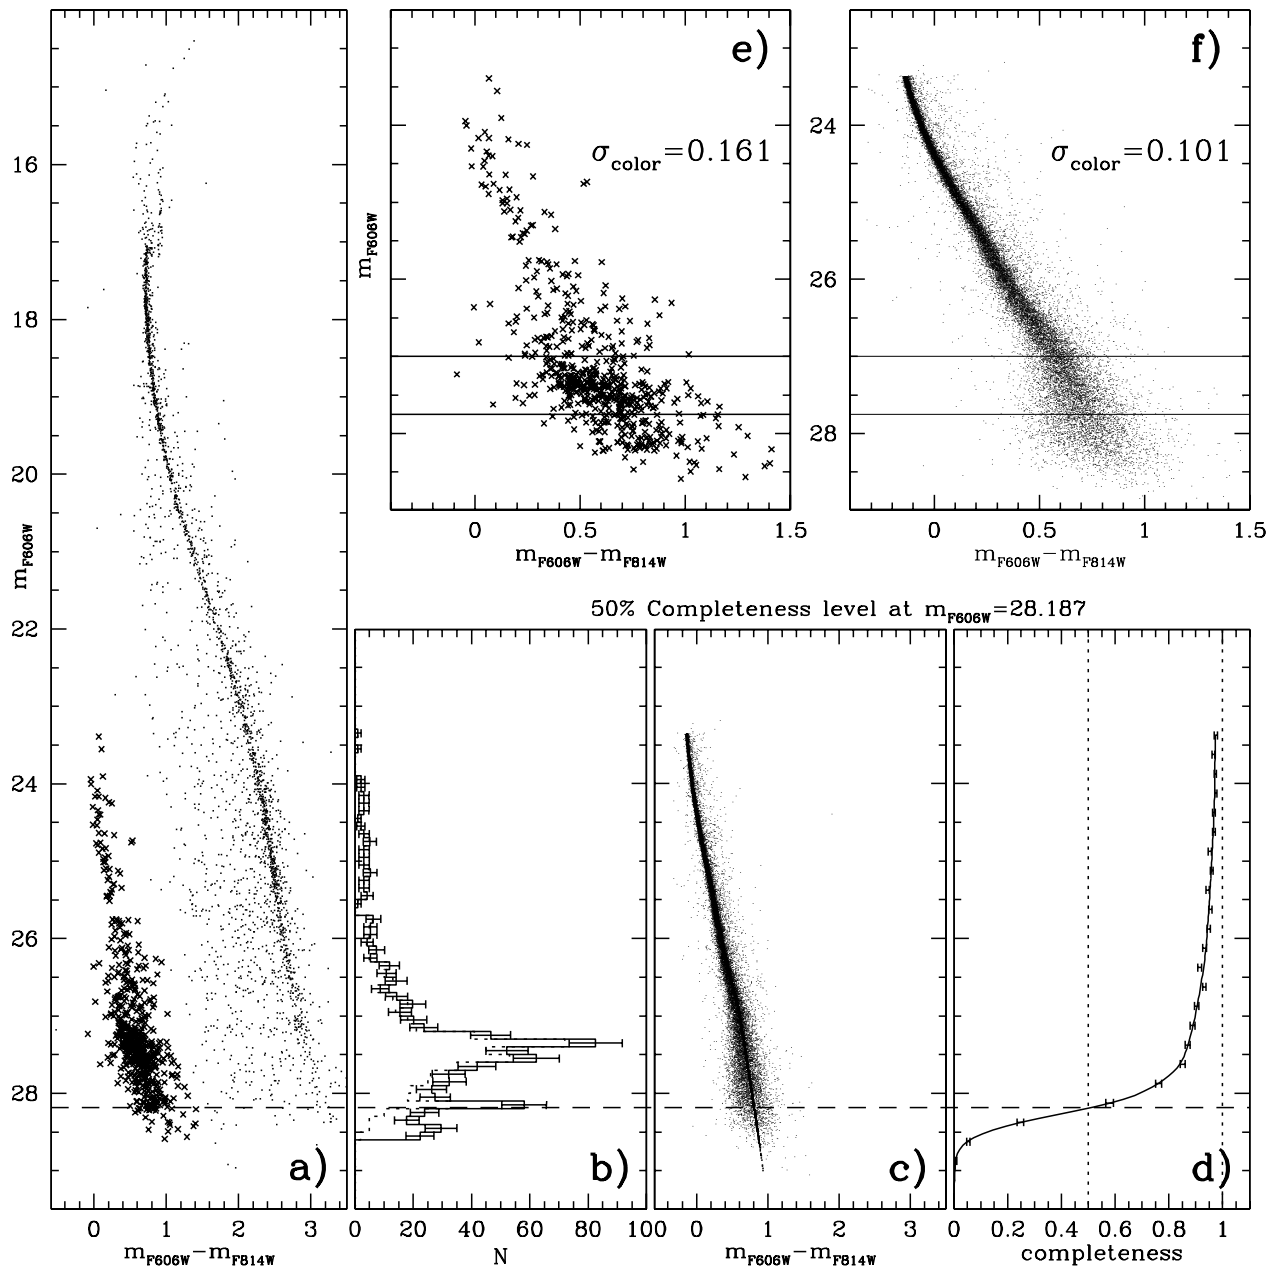 e)
σcolor=0.161
mF606W
0 0.5 1 1.5
mF606W−mF814W
f)
σcolor=0.101
24
26
28
0 0.5 1 1.5
mF606W−mF814W
16
18
20
22
24
26
28
mF606W
a)
0 1 2 3
mF606W−mF814W
50% Completeness level at mF606W=28.187
b)
0 20 40 60 80 100
N
c)
0 1 2 3
mF606W−mF814W
d)
0 0.2 0.4 0.6 0.8 1
completeness